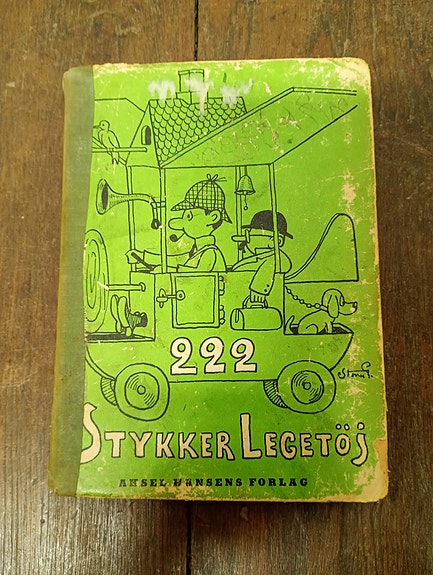 222
STYKKER LEGETÖJ
AKSEL HANSENS FORLAG